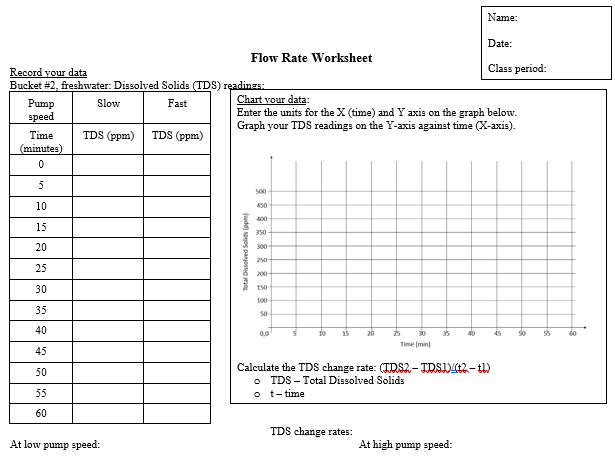 Name:
Date:
Class period:
Flow Rate Worksheet
Record your data
Bucket #2, freshwater: Dissolved Solids (TDS) readings:
Pump speed Slow Fast
Time (minutes) TDS (ppm) TDS (ppm)
0
5
10
15
20
25
30
35
40
45
50
55
60
Chart your data:
Enter the units for the X (time) and Y axis on the graph below.
Graph your TDS readings on the Y-axis against time (X-axis).
Total Dissolved Solids (ppm)
500
450
400
350
300
250
200
150
100
50
0,0 5 10 15 20 25 30 35 40 45 50 55 60
Time (min)
Calculate the TDS change rate: (TDS2 – TDS1)/(t2 – t1)
o TDS – Total Dissolved Solids
o t – time
TDS change rates:
At low pump speed: At high pump speed: